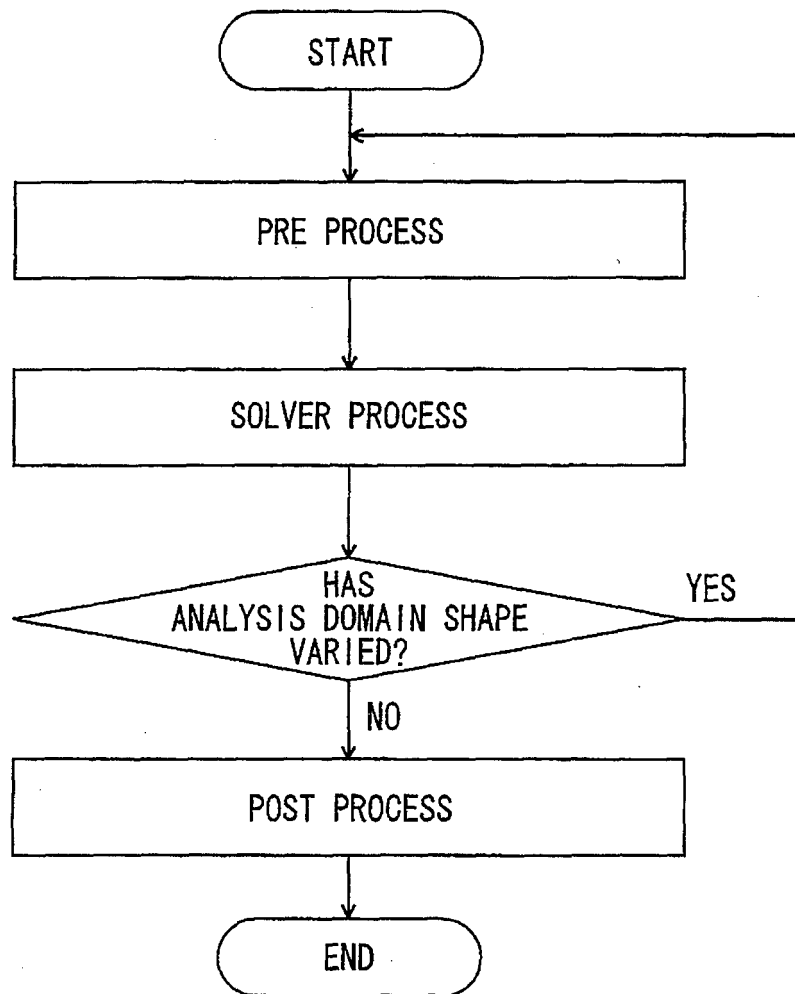 START
PRE PROCESS
SOLVER PROCESS
HAS
ANALYSIS DOMAIN SHAPE
VARIED?
YES
NO
POST PROCESS
END